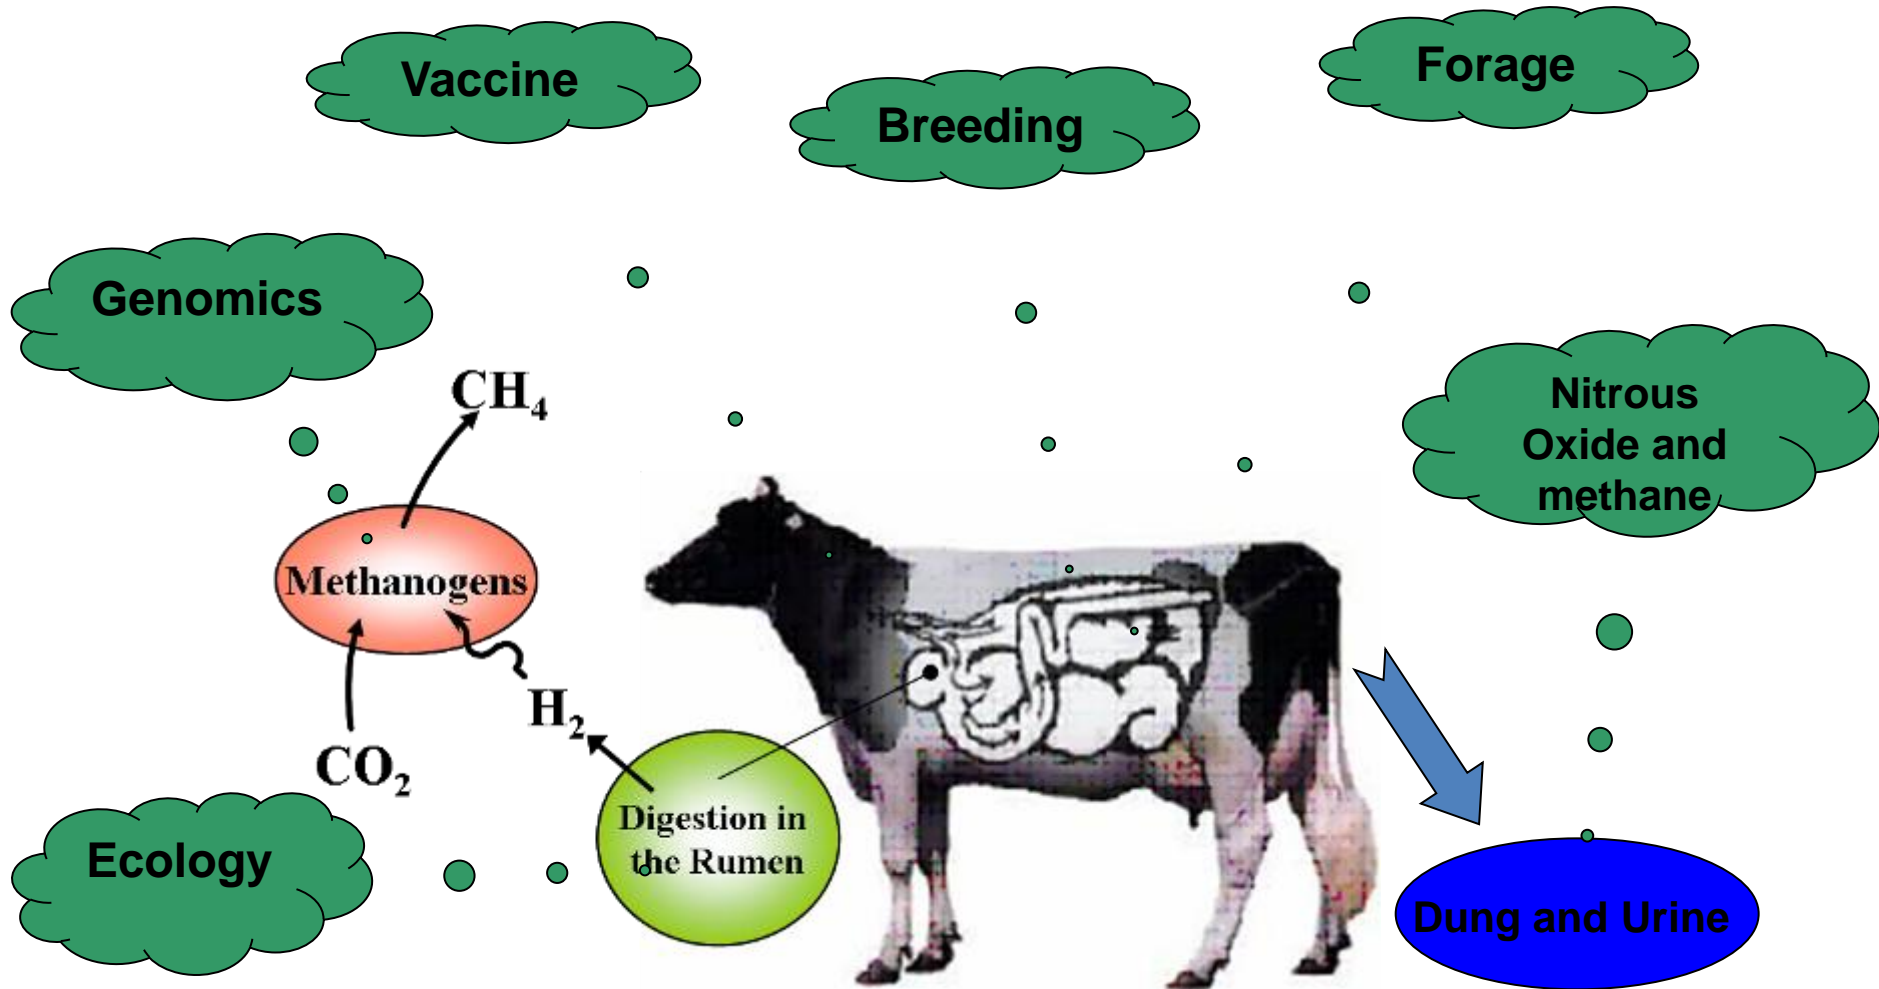 Vaccine
Breeding
Forage
Genomics
CH₄
Nitrous
Oxide and
methane
Methanogens
H₂
CO₂
Digestion in
the Rumen
Ecology
Dung and Urine